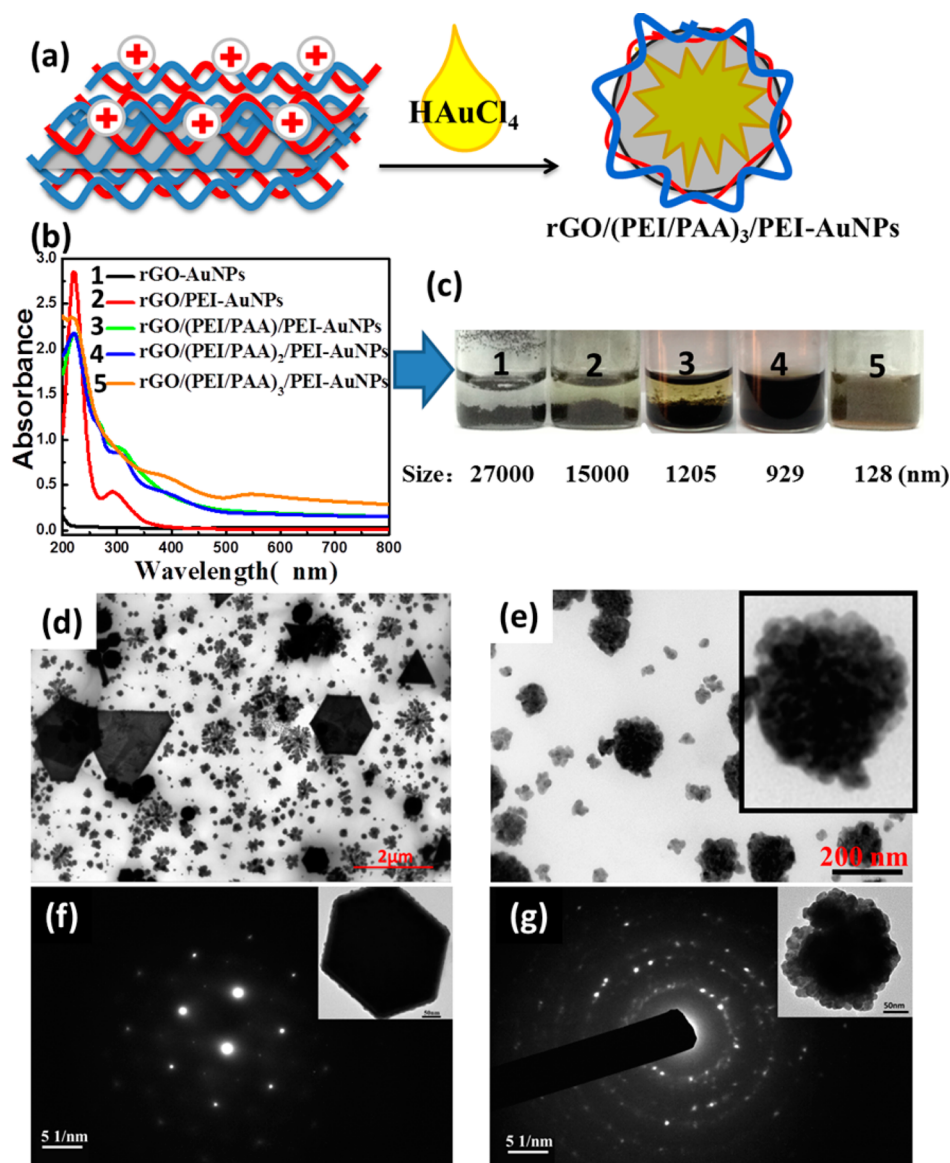 (a)
+ + +
+ + +
HAuCl₄
rGO/(PEI/PAA)₃/PEI-AuNPs
(b)
3.0
2.5
2.0
1.5
1.0
0.5
0.0
Absorbance
1 rGO-AuNPs
2 rGO/PEI-AuNPs
3 rGO/(PEI/PAA)/PEI-AuNPs
4 rGO/(PEI/PAA)₂/PEI-AuNPs
5 rGO/(PEI/PAA)₃/PEI-AuNPs
200 300 400 500 600 700 800
Wavelength( nm)
(c)
1 2 3 4 5
Size: 27000 15000 1205 929 128 (nm)
(d)
2μm
(e)
200 nm
(f)
50nm
5 1/nm
(g)
50nm
5 1/nm